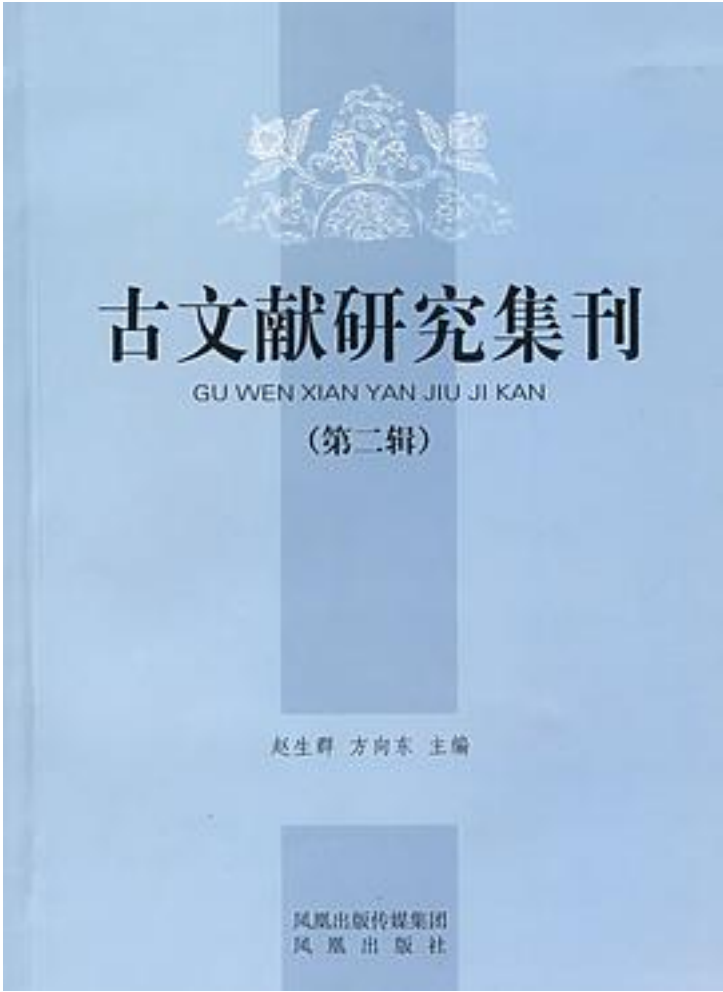 古文献研究集刊
GU WEN XIAN YAN JIU JI KAN
（第二辑）
赵生群 方向东 主编
凤凰出版传媒集团
凤凰出版社